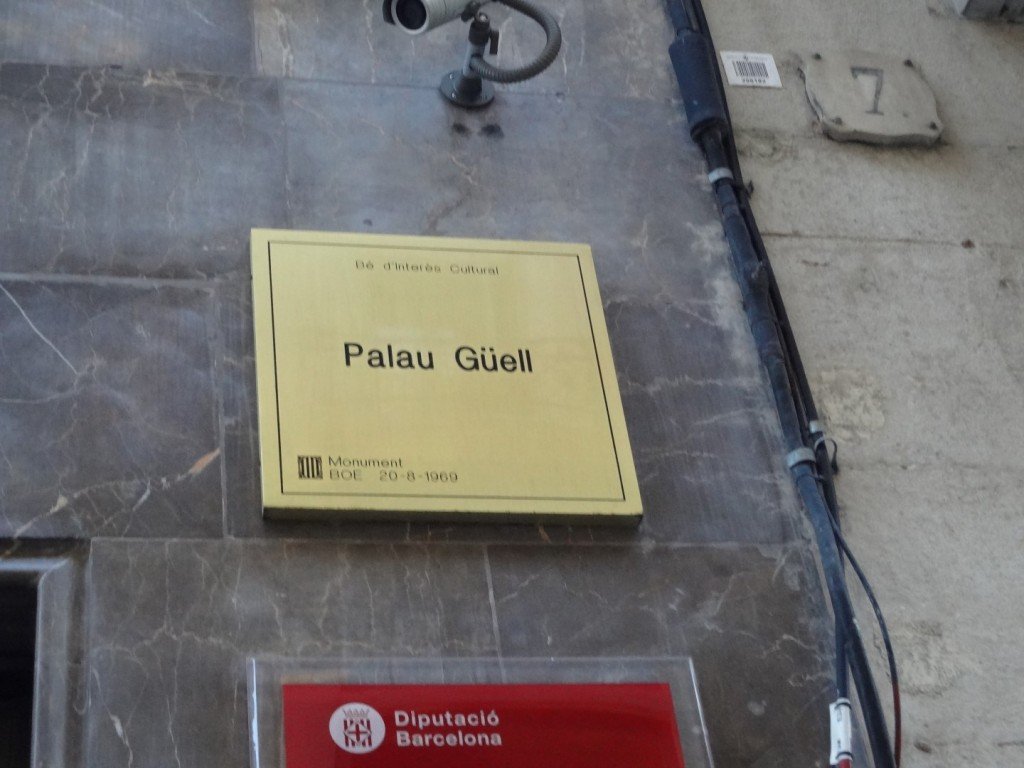 7
Bé d'Interès Cultural
Palau Güell
Monument
BOE 20-8-1969
Diputació
Barcelona